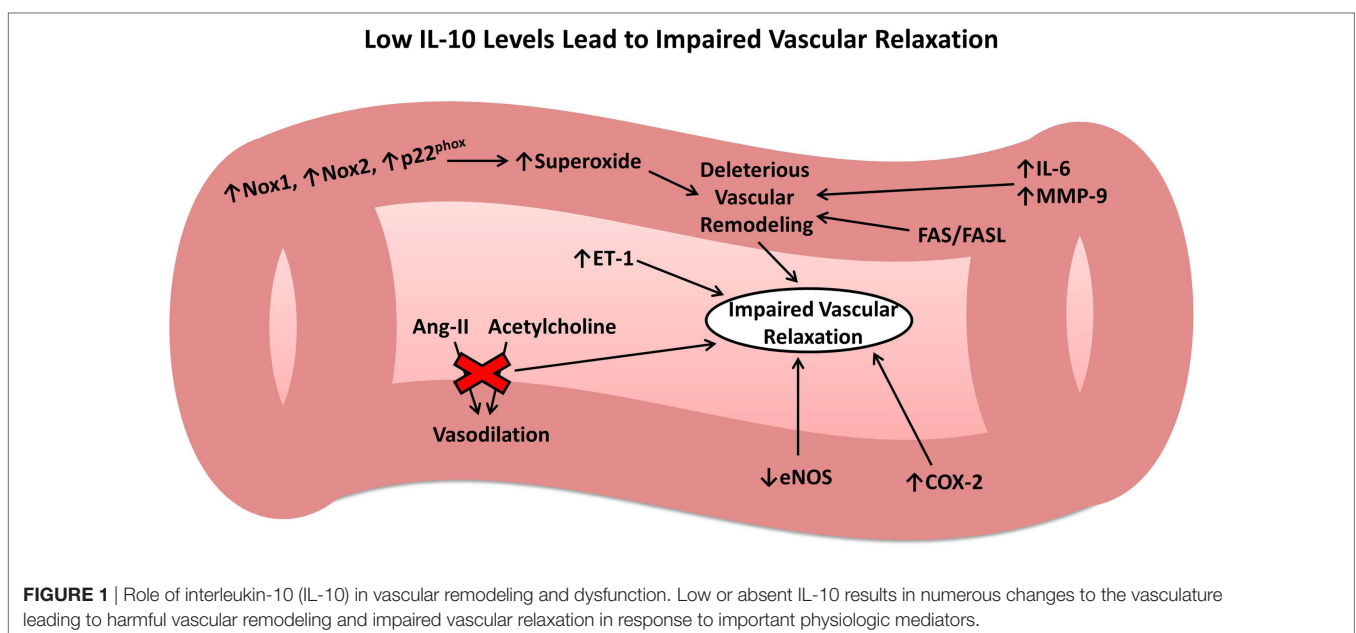 Low IL-10 Levels Lead to Impaired Vascular Relaxation
↑Nox1, ↑Nox2, ↑p22phox
↑Superoxide
Deleterious
Vascular
Remodeling
↑IL-6
↑MMP-9
FAS/FASL
↑ET-1
Impaired Vascular
Relaxation
Ang-II Acetylcholine
Vasodilation
↓eNOS
↑COX-2
FIGURE 1 | Role of interleukin-10 (IL-10) in vascular remodeling and dysfunction. Low or absent IL-10 results in numerous changes to the vasculature
leading to harmful vascular remodeling and impaired vascular relaxation in response to important physiologic mediators.